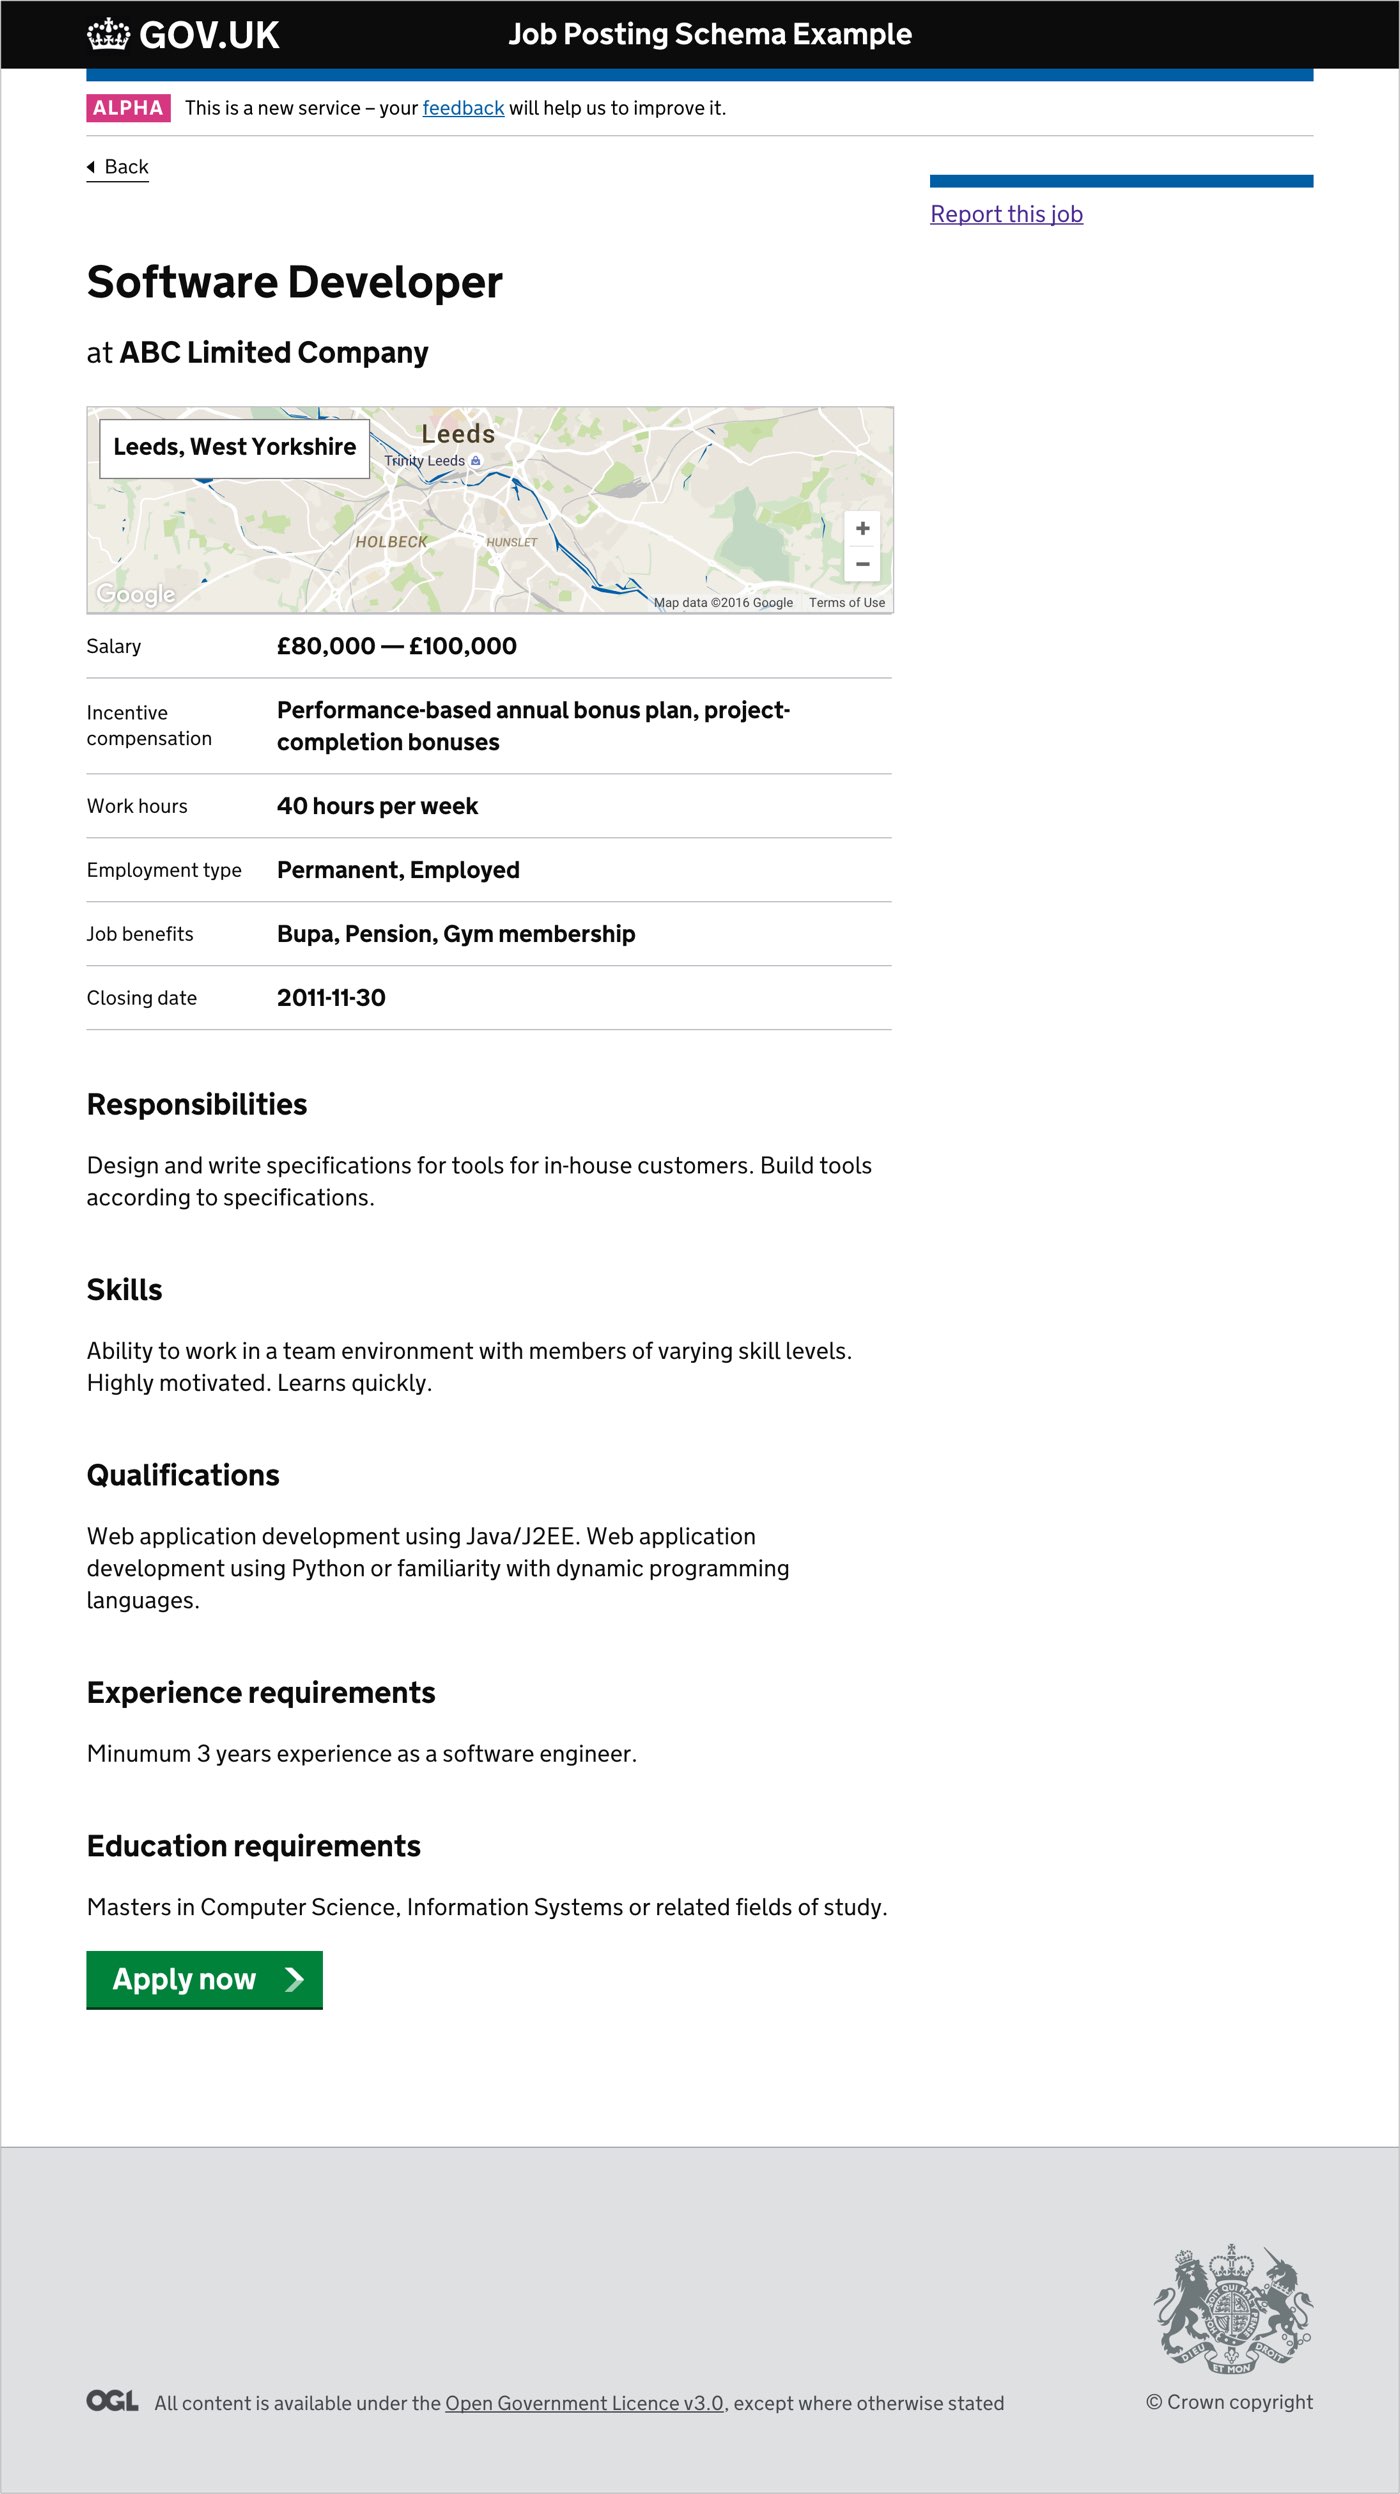 GOV.UK
Job Posting Schema Example
ALPHA This is a new service – your feedback will help us to improve it.
Back
Report this job
Software Developer
at ABC Limited Company
Leeds, West Yorkshire
Leeds
Trinity Leeds
HOLBECK
HUNSLET
+
−
Google
Map data ©2016 Google Terms of Use
Salary £80,000 — £100,000
Incentive compensation
Performance-based annual bonus plan, project-
completion bonuses
Work hours 40 hours per week
Employment type Permanent, Employed
Job benefits Bupa, Pension, Gym membership
Closing date 2011-11-30
Responsibilities
Design and write specifications for tools for in-house customers. Build tools
according to specifications.
Skills
Ability to work in a team environment with members of varying skill levels.
Highly motivated. Learns quickly.
Qualifications
Web application development using Java/J2EE. Web application
development using Python or familiarity with dynamic programming
languages.
Experience requirements
Minumum 3 years experience as a software engineer.
Education requirements
Masters in Computer Science, Information Systems or related fields of study.
Apply now
DIEU ET MON DROIT
OGL All content is available under the Open Government Licence v3.0, except where otherwise stated
© Crown copyright